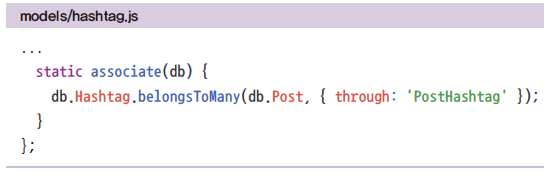 models/hashtag.js
...
  static associate(db) {
    db.Hashtag.belongsToMany(db.Post, { through: 'PostHashtag' });
  }
};